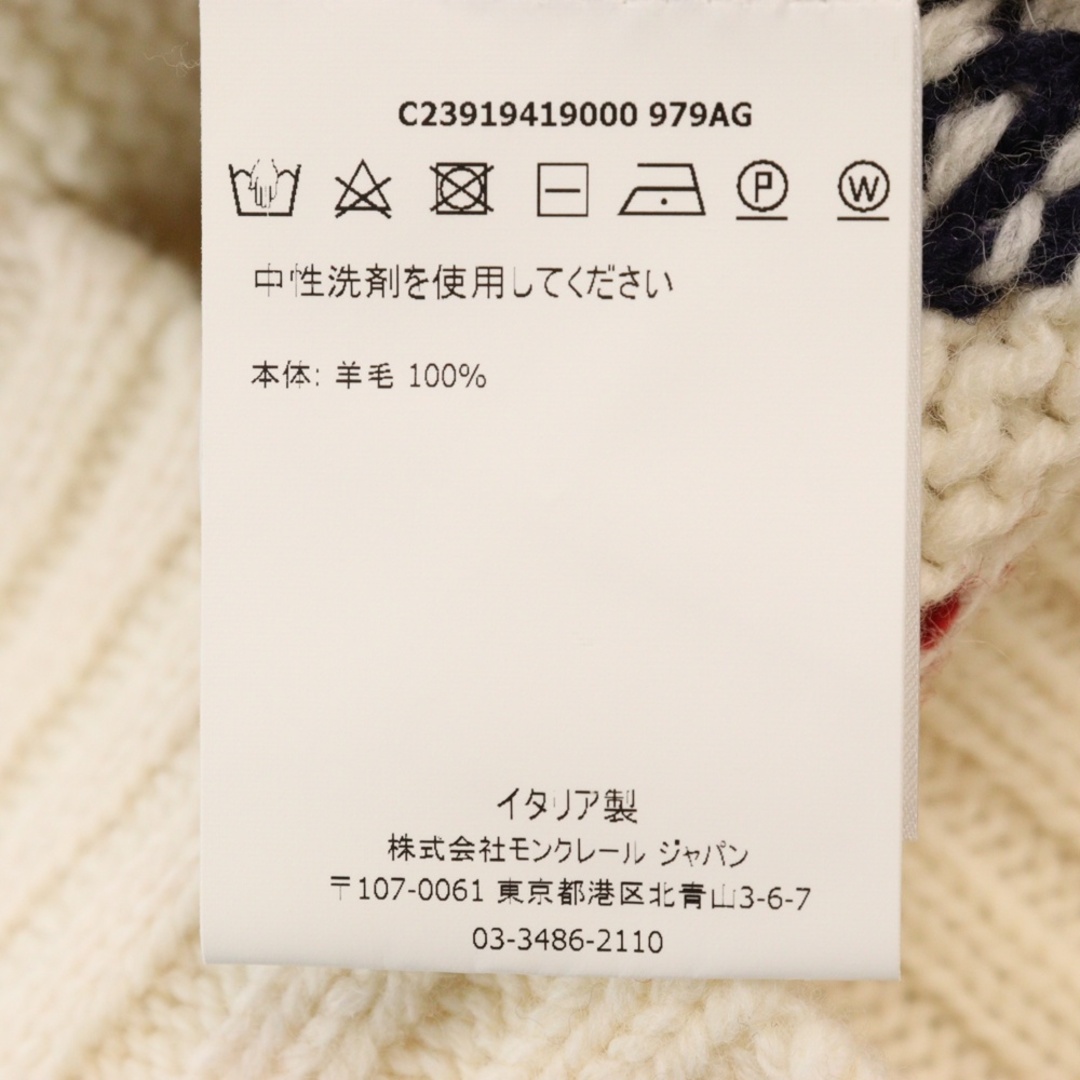 C23919419000 979AG
P W
中性洗剤を使用してください
本体: 羊毛 100%
イタリア製
株式会社モンクレール ジャパン
〒107-0061 東京都港区北青山3-6-7
03-3486-2110